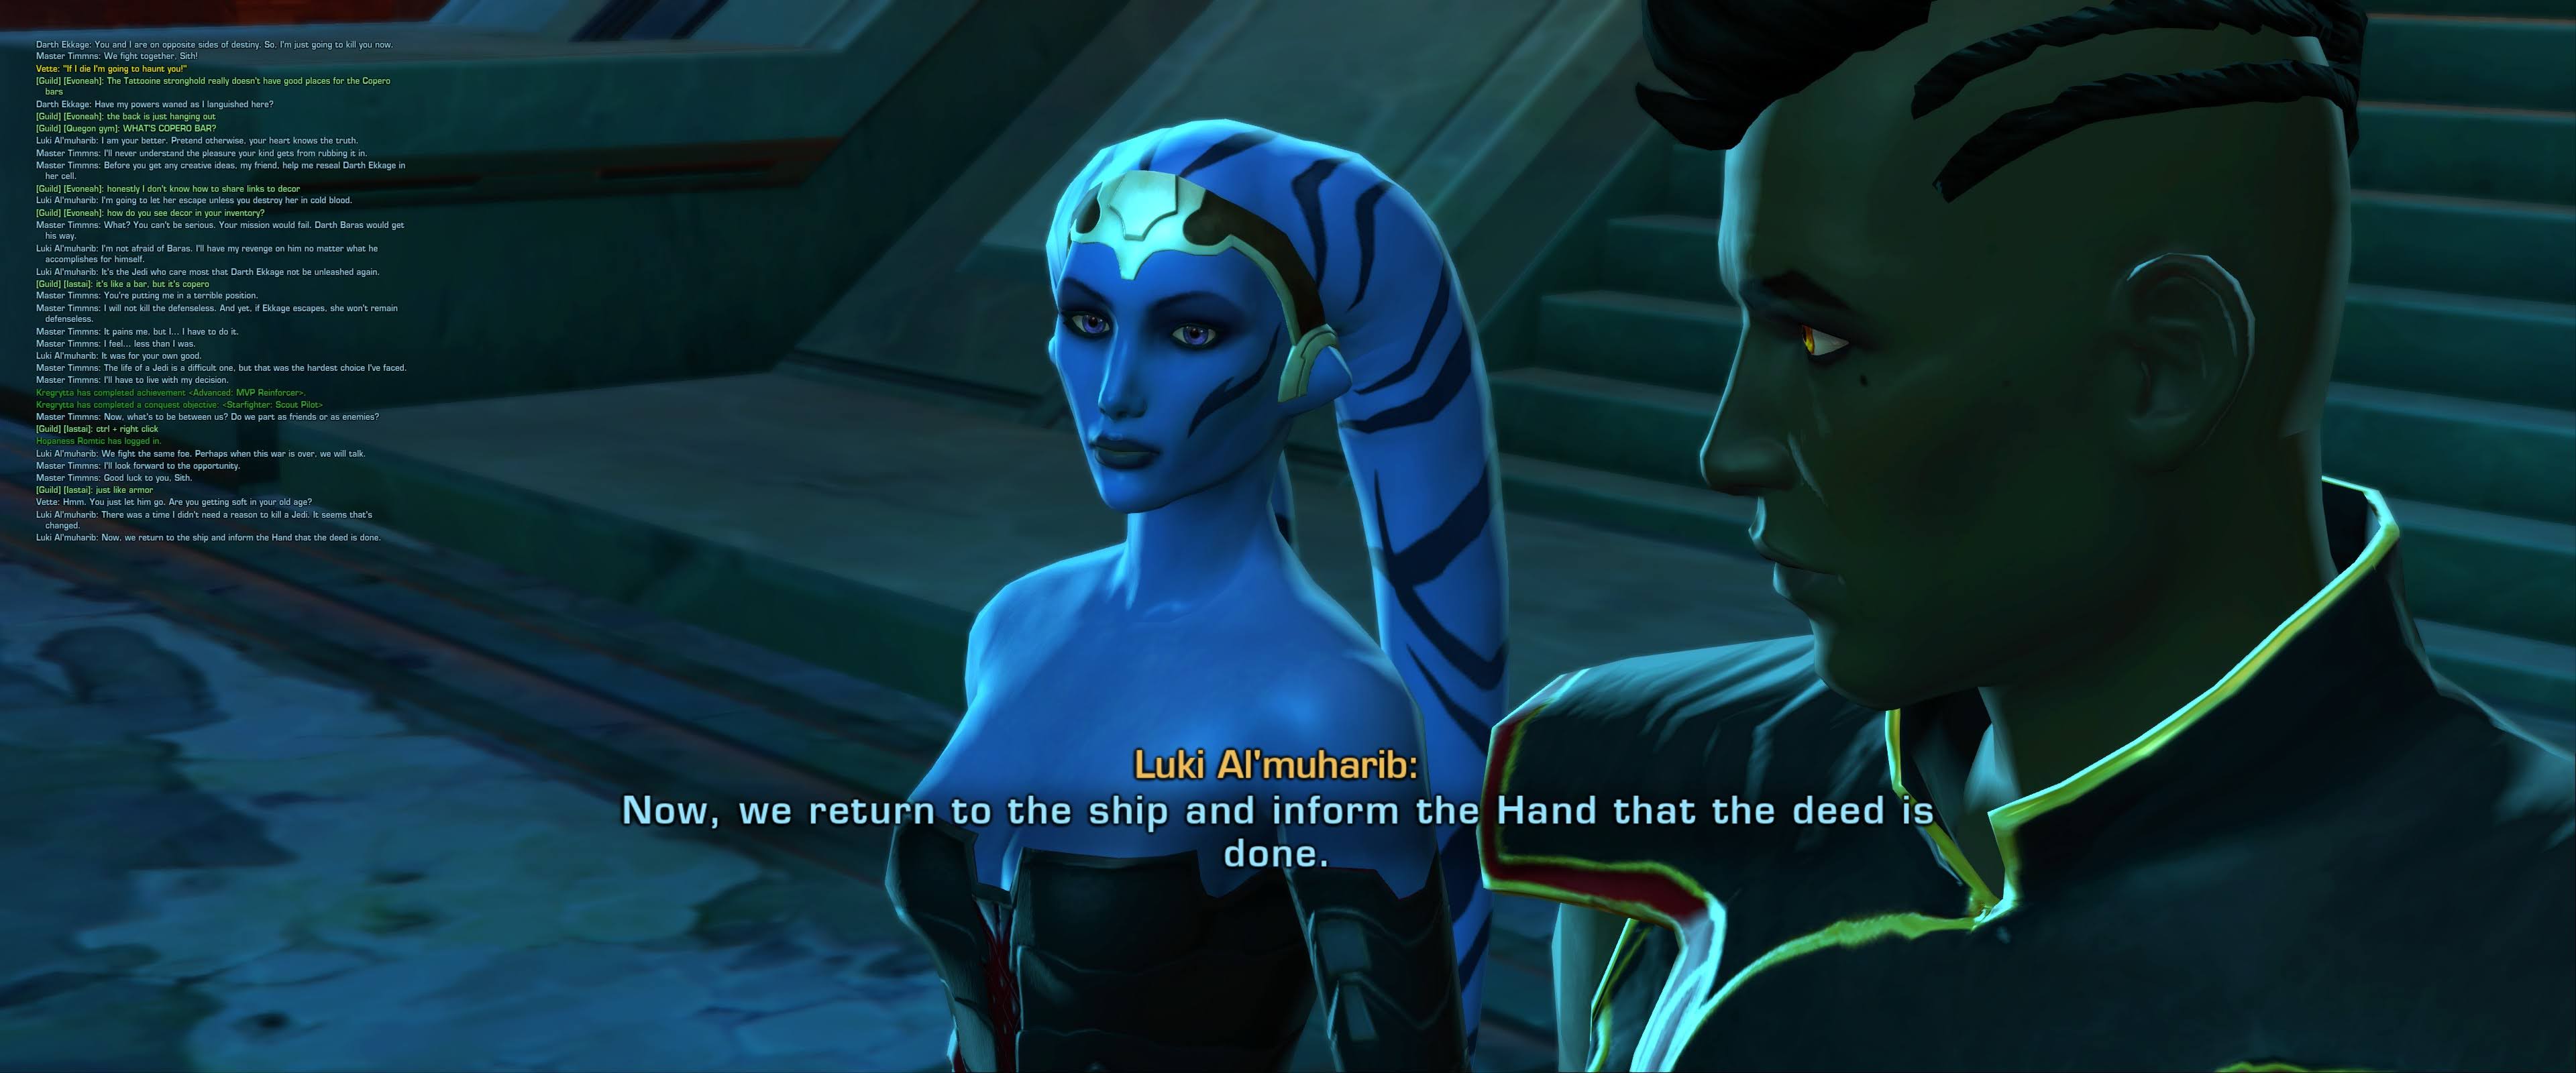 Darth Ekkage: You and I are on opposite sides of destiny. So, I'm just going to kill you now.
Master Timmns: We fight together, Sith!
Vette: "If I die I'm going to haunt you!"
[Guild] [Evoneah]: The Tattooine stronghold really doesn't have good places for the Copero
bars
Darth Ekkage: Have my powers waned as I languished here?
[Guild] [Evoneah]: the back is just hanging out
[Guild] [Quegon gym]: WHAT'S COPERO BAR?
Luki Al'muharib: I am your better. Pretend otherwise, your heart knows the truth.
Master Timmns: I'll never understand the pleasure your kind gets from rubbing it in.
Master Timmns: Before you get any creative ideas, my friend, help me reseal Darth Ekkage in
her cell.
[Guild] [Evoneah]: honestly I don't know how to share links to decor
Luki Al'muharib: I'm going to let her escape unless you destroy her in cold blood.
[Guild] [Evoneah]: how do you see decor in your inventory?
Master Timmns: What? You can't be serious. Your mission would fail. Darth Baras would get
his way.
Luki Al'muharib: I'm not afraid of Baras. I'll have my revenge on him no matter what he
accomplishes for himself.
Luki Al'muharib: It's the Jedi who care most that Darth Ekkage not be unleashed again.
[Guild] [Iastai]: it's like a bar, but it's copero
Master Timmns: You're putting me in a terrible position.
Master Timmns: I will not kill the defenseless. And yet, if Ekkage escapes, she won't remain
defenseless.
Master Timmns: It pains me, but I... I have to do it.
Master Timmns: I feel... less than I was.
Luki Al'muharib: It was for your own good.
Master Timmns: The life of a Jedi is a difficult one, but that was the hardest choice I've faced.
Master Timmns: I'll have to live with my decision.
Kregrytta has completed achievement <Advanced: MVP Reinforcer>.
Kregrytta has completed a conquest objective: <Starfighter: Scout Pilot>
Master Timmns: Now, what's to be between us? Do we part as friends or as enemies?
[Guild] [Iastai]: ctrl + right click
Hopaness Romtic has logged in.
Luki Al'muharib: We fight the same foe. Perhaps when this war is over, we will talk.
Master Timmns: I'll look forward to the opportunity.
Master Timmns: Good luck to you, Sith.
[Guild] [Iastai]: just like armor
Vette: Hmm. You just let him go. Are you getting soft in your old age?
Luki Al'muharib: There was a time I didn't need a reason to kill a Jedi. It seems that's
changed.
Luki Al'muharib: Now, we return to the ship and inform the Hand that the deed is done.
Luki Al'muharib:
Now, we return to the ship and inform the Hand that the deed is
done.